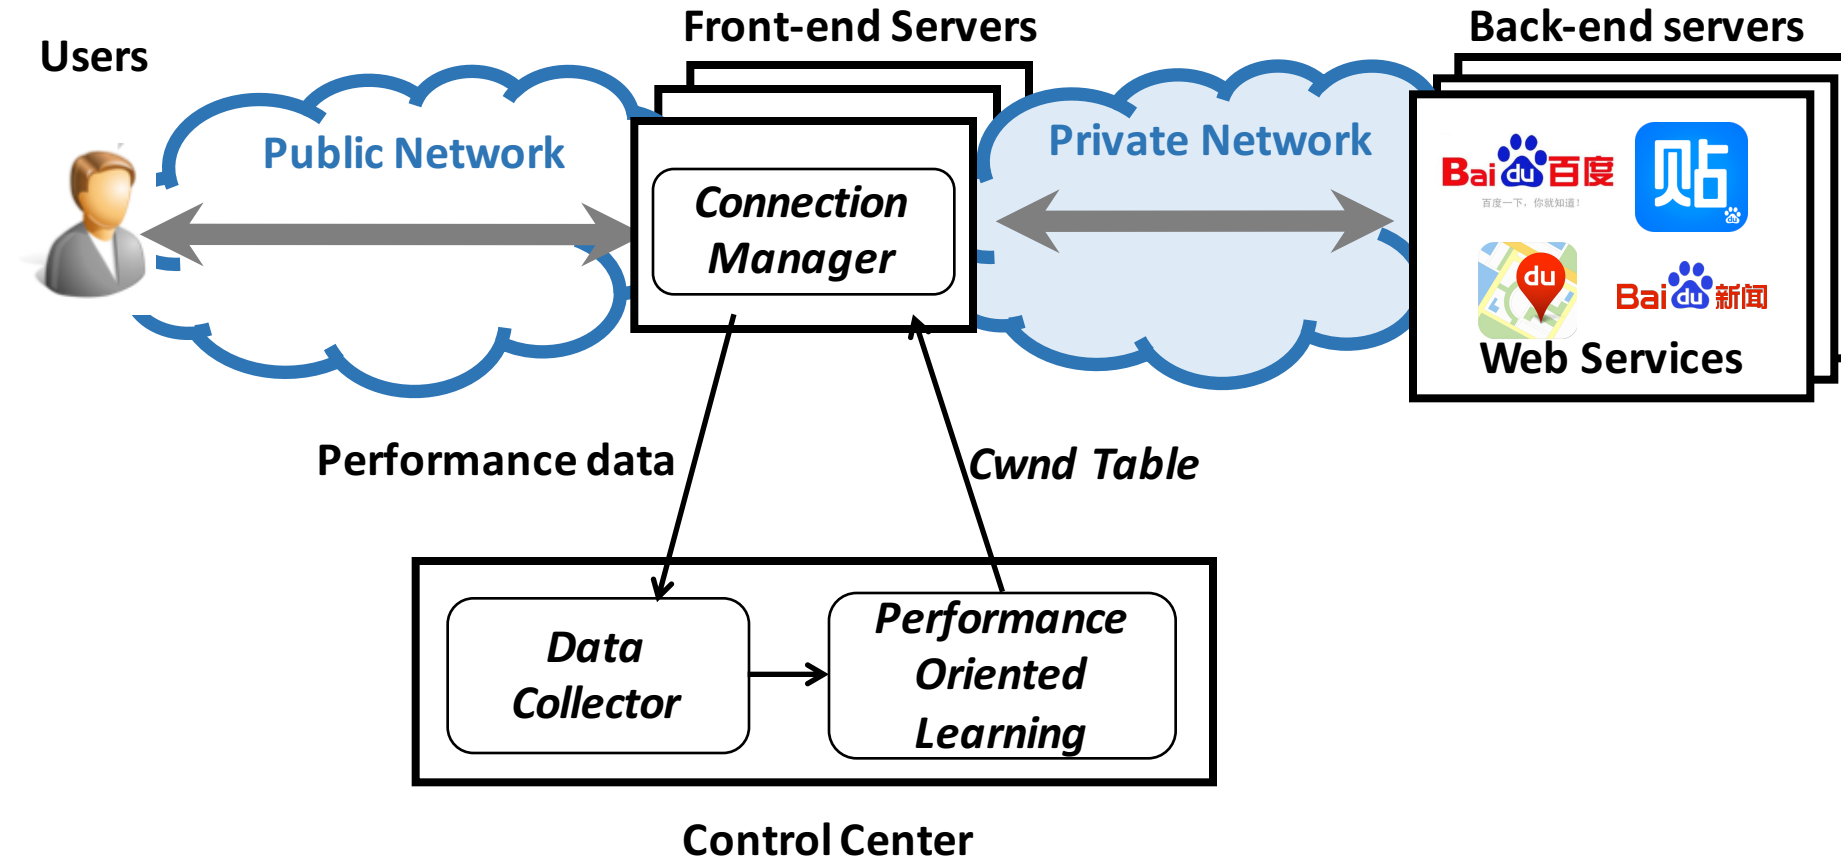 Users
Front-end Servers
Back-end servers
Public Network
Private Network
Connection
Manager
Bai du 百度
百度一下，你就知道！
贴
du
du
Bai du 新闻
Web Services
Performance data
Cwnd Table
Data
Collector
Performance
Oriented
Learning
Control Center